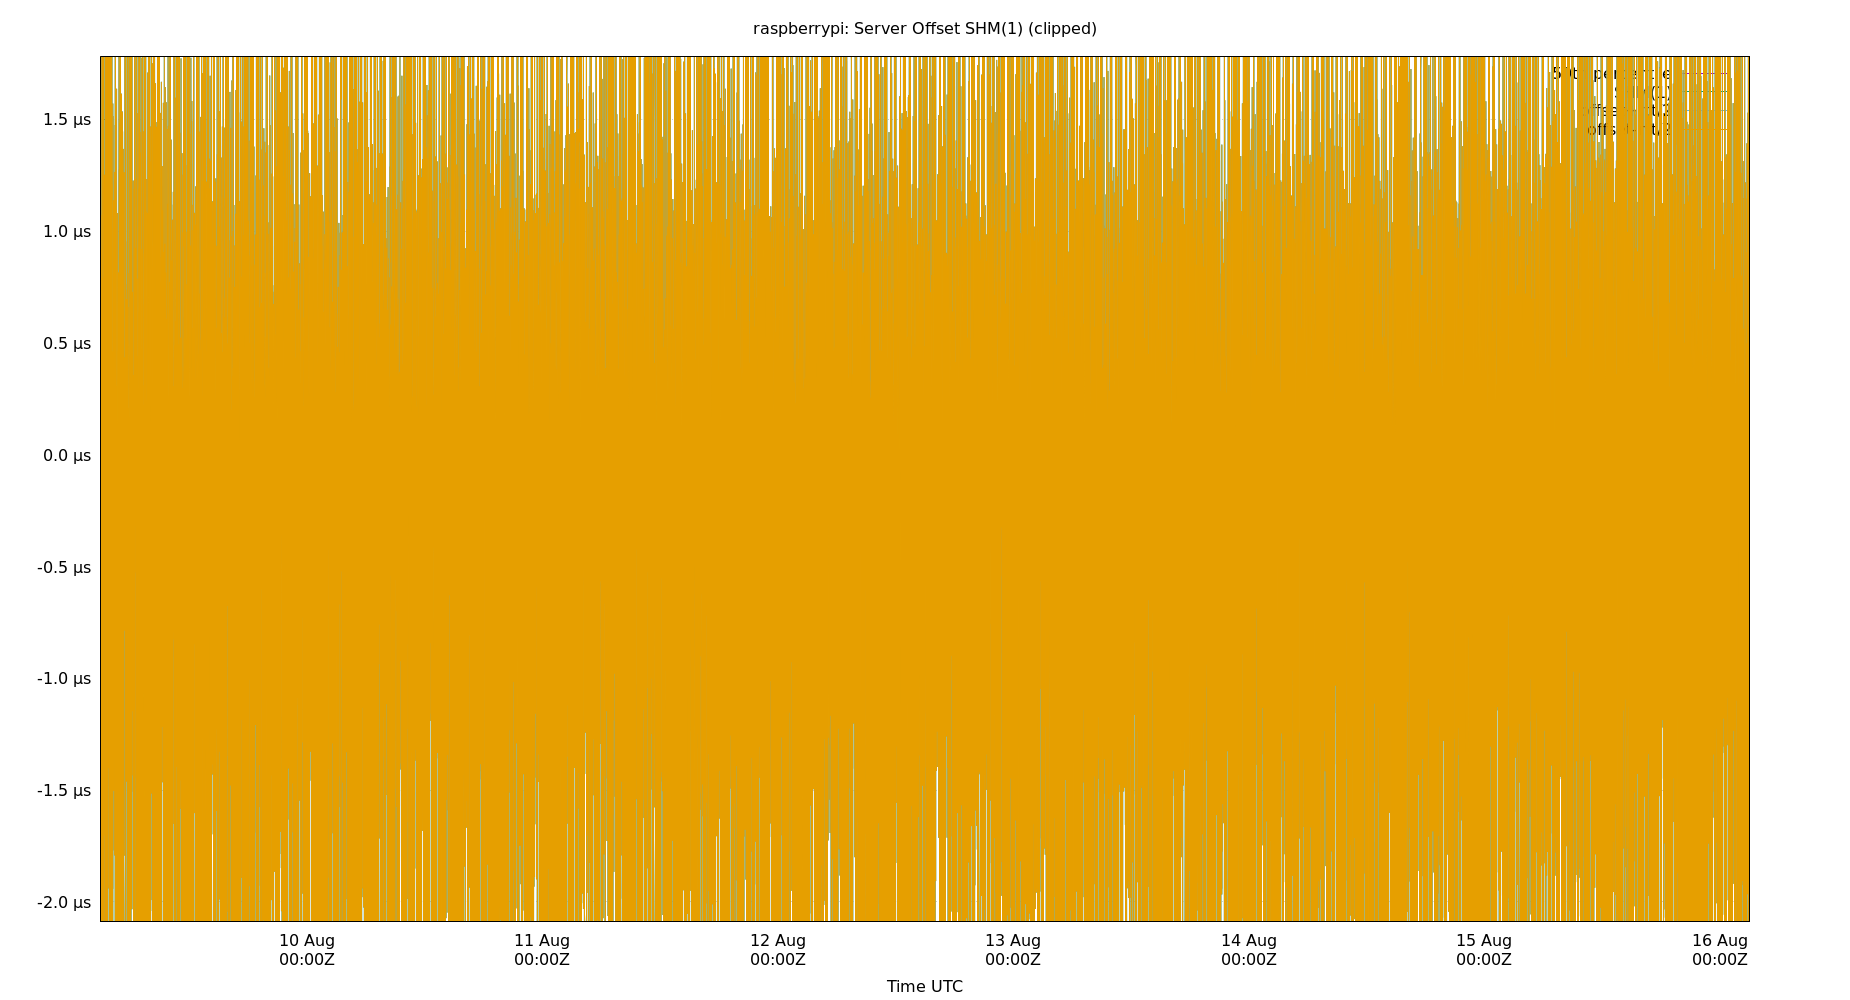 raspberrypi: Server Offset SHM(1) (clipped)
1.5 µs
1.0 µs
0.5 µs
0.0 µs
-0.5 µs
-1.0 µs
-1.5 µs
-2.0 µs
10 Aug 11 Aug 12 Aug 13 Aug 14 Aug 15 Aug 16 Aug
00:00Z 00:00Z 00:00Z 00:00Z 00:00Z 00:00Z 00:00Z
Time UTC